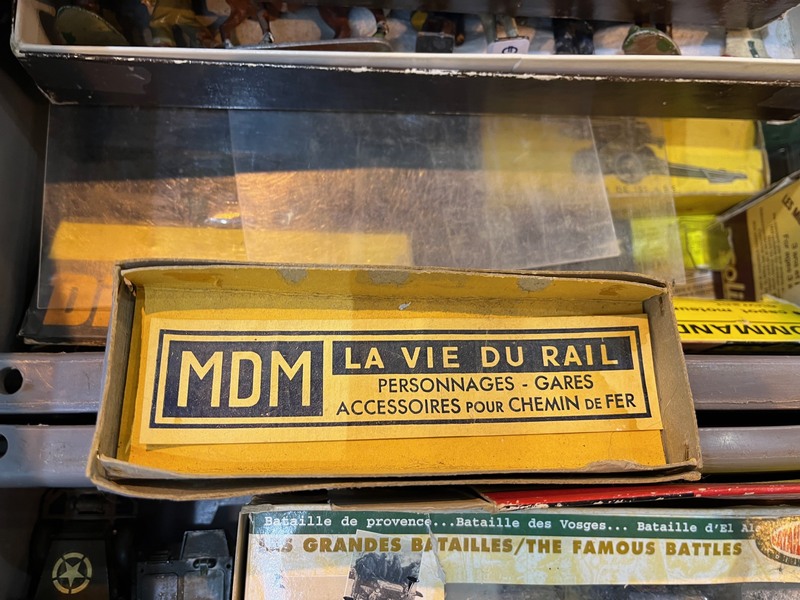 MDM
LA VIE DU RAIL
PERSONNAGES - GARES
ACCESSOIRES POUR CHEMIN DE FER
Bataille de provence...Bataille des Vosges... Bataille d'El
GRANDES BATAILLES/THE FAMOUS BATTLES